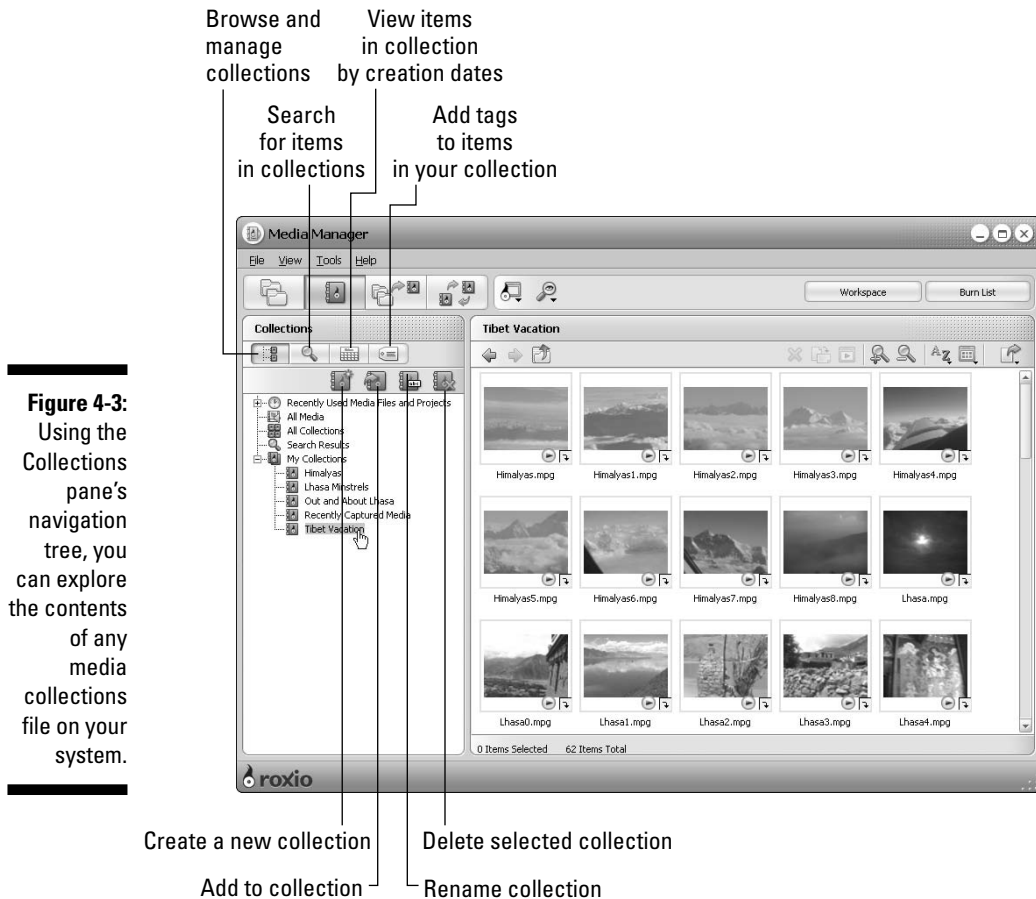 Browse and
manage
collections
View items
in collection
by creation dates
Search
for items
in collections
Add tags
to items
in your collection
Media Manager
File View Tools Help
Workspace
Burn List
Collections
Tibet Vacation
Recently Used Media Files and Projects
All Media
All Collections
Search Results
My Collections
Himalyas
Lhasa Minstrels
Out and About Lhasa
Recently Captured Media
Tibet Vacation
Himalyas.mpg Himalyas1.mpg Himalyas2.mpg Himalyas3.mpg Himalyas4.mpg
Himalyas5.mpg Himalyas6.mpg Himalyas7.mpg Himalyas8.mpg Lhasa.mpg
Lhasa0.mpg Lhasa1.mpg Lhasa2.mpg Lhasa3.mpg Lhasa4.mpg
0 Items Selected 62 Items Total
roxio
Figure 4-3:
Using the
Collections
pane's
navigation
tree, you
can explore
the contents
of any
media
collections
file on your
system.
Create a new collection
Delete selected collection
Add to collection
Rename collection